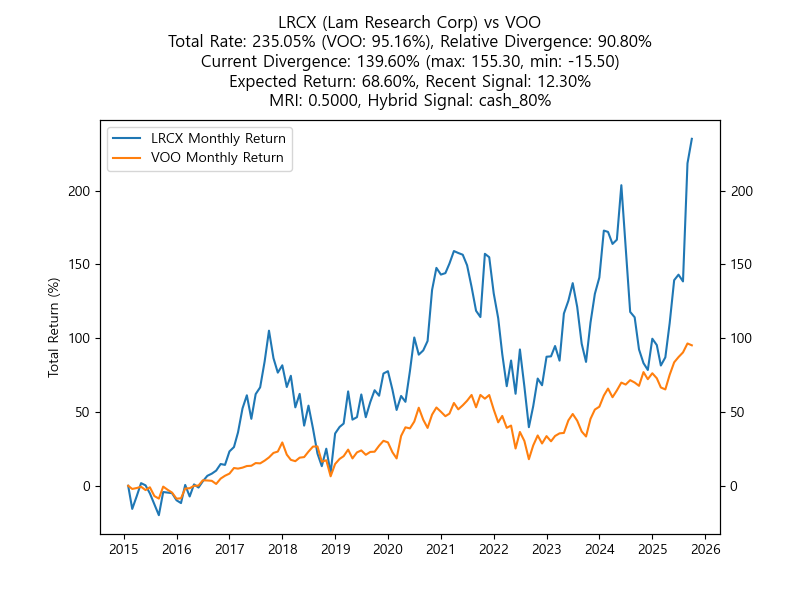 LRCX (Lam Research Corp) vs VOO
Total Rate: 235.05% (VOO: 95.16%), Relative Divergence: 90.80%
Current Divergence: 139.60% (max: 155.30, min: -15.50)
Expected Return: 68.60%, Recent Signal: 12.30%
MRI: 0.5000, Hybrid Signal: cash_80%
LRCX Monthly Return
VOO Monthly Return
Total Return (%)
200
150
100
50
0
200
150
100
50
0
2015 2016 2017 2018 2019 2020 2021 2022 2023 2024 2025 2026